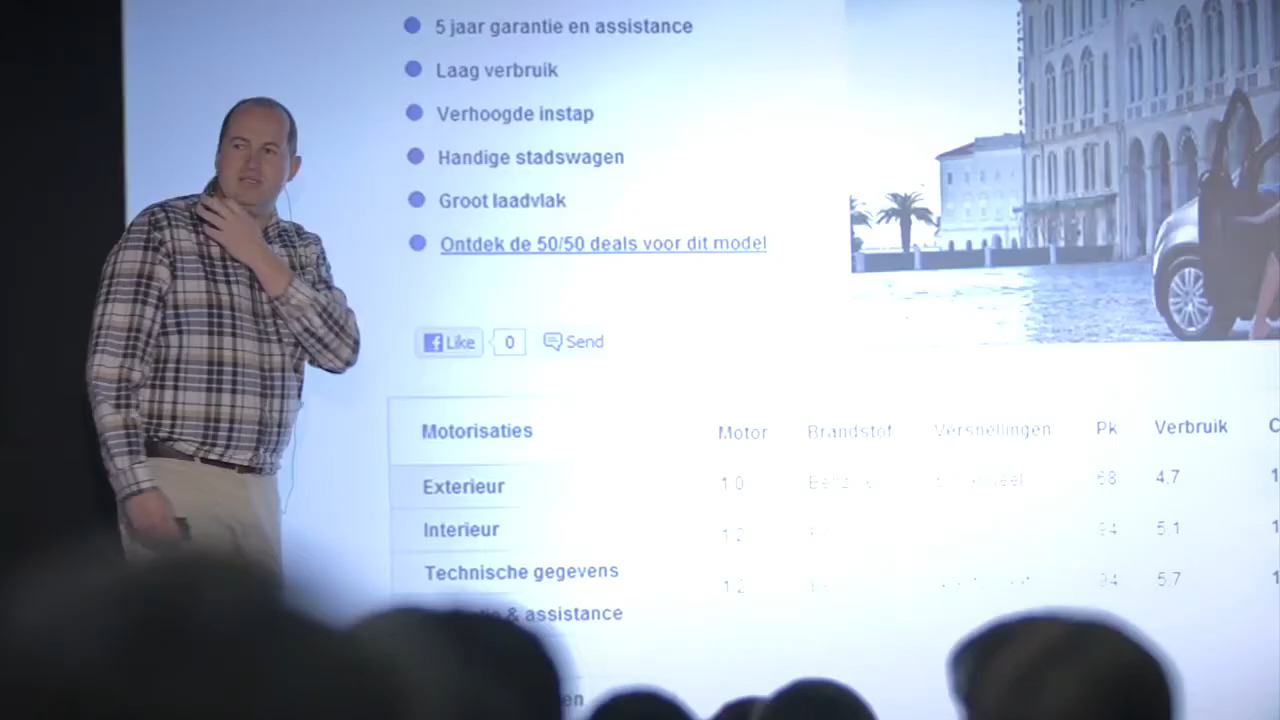 5 jaar garantie en assistance
Laag verbruik
Verhoogde instap
Handige stadswagen
Groot laadvlak
Ontdek de 50/50 deals voor dit model
Like 0 Send
Motorisaties Motor Brandstof Versnellingen Pk Verbruik
Exterieur 1.0 68 4.7
Interieur 1.2 94 5.1
Technische gegevens 1.2 94 5.7
& assistance